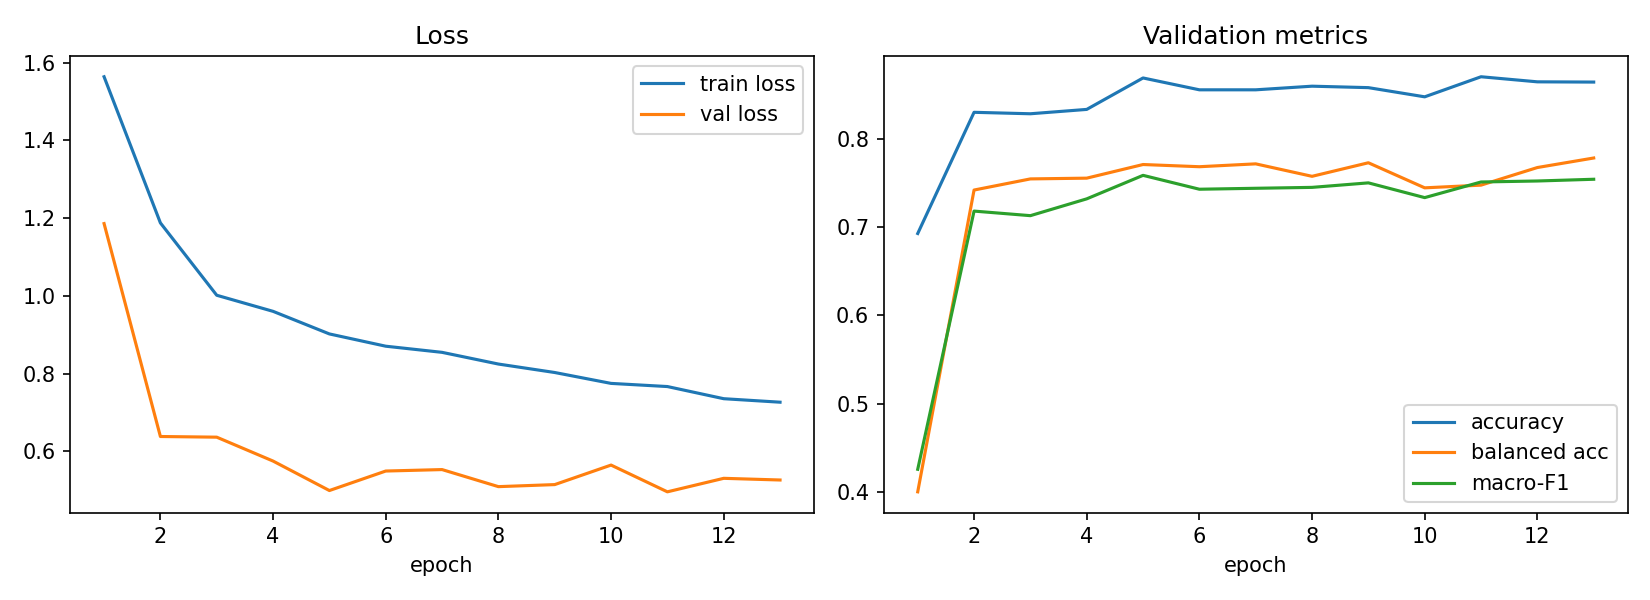 Loss
1.6
1.4
1.2
1.0
0.8
0.6
train loss
val loss
2 4 6 8 10 12
epoch
Validation metrics
0.8
0.7
0.6
0.5
0.4
accuracy
balanced acc
macro-F1
2 4 6 8 10 12
epoch